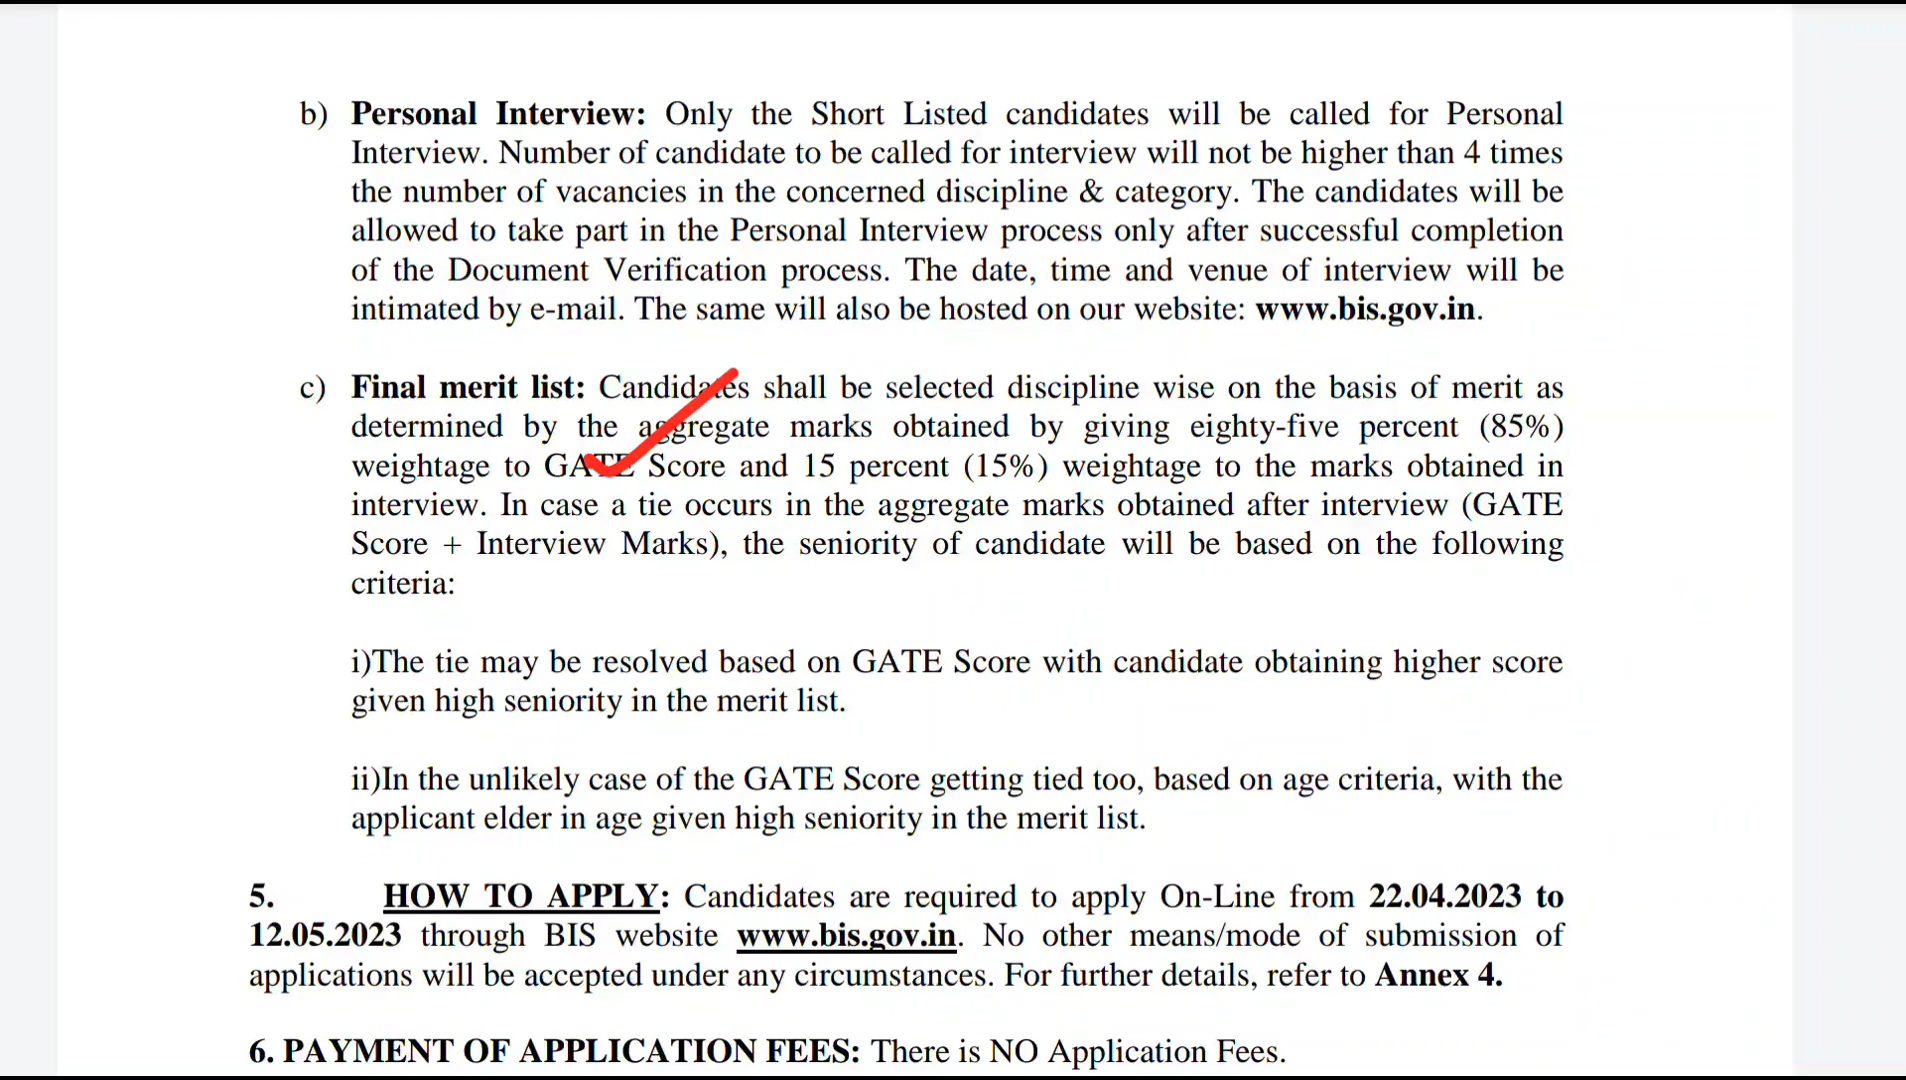 b) Personal Interview: Only the Short Listed candidates will be called for Personal
Interview. Number of candidate to be called for interview will not be higher than 4 times
the number of vacancies in the concerned discipline & category. The candidates will be
allowed to take part in the Personal Interview process only after successful completion
of the Document Verification process. The date, time and venue of interview will be
intimated by e-mail. The same will also be hosted on our website: www.bis.gov.in.
c) Final merit list: Candidates shall be selected discipline wise on the basis of merit as
determined by the aggregate marks obtained by giving eighty-five percent (85%)
weightage to GATE Score and 15 percent (15%) weightage to the marks obtained in
interview. In case a tie occurs in the aggregate marks obtained after interview (GATE
Score + Interview Marks), the seniority of candidate will be based on the following
criteria:
i)The tie may be resolved based on GATE Score with candidate obtaining higher score
given high seniority in the merit list.
ii)In the unlikely case of the GATE Score getting tied too, based on age criteria, with the
applicant elder in age given high seniority in the merit list.
5. HOW TO APPLY: Candidates are required to apply On-Line from 22.04.2023 to
12.05.2023 through BIS website www.bis.gov.in. No other means/mode of submission of
applications will be accepted under any circumstances. For further details, refer to Annex 4.
6. PAYMENT OF APPLICATION FEES: There is NO Application Fees.